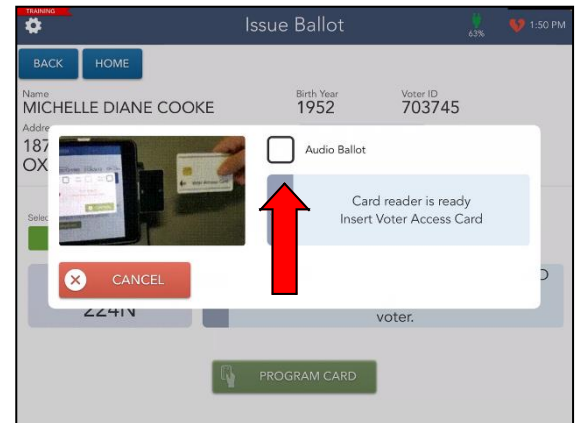 TRAINING
Issue Ballot
63%
1:50 PM
BACK HOME
Name Birth Year Voter ID
MICHELLE DIANE COOKE 1952 703745
Addre
187
OX
Audio Ballot
Card reader is ready
Insert Voter Access Card
Selec
CANCEL
224N
voter.
PROGRAM CARD